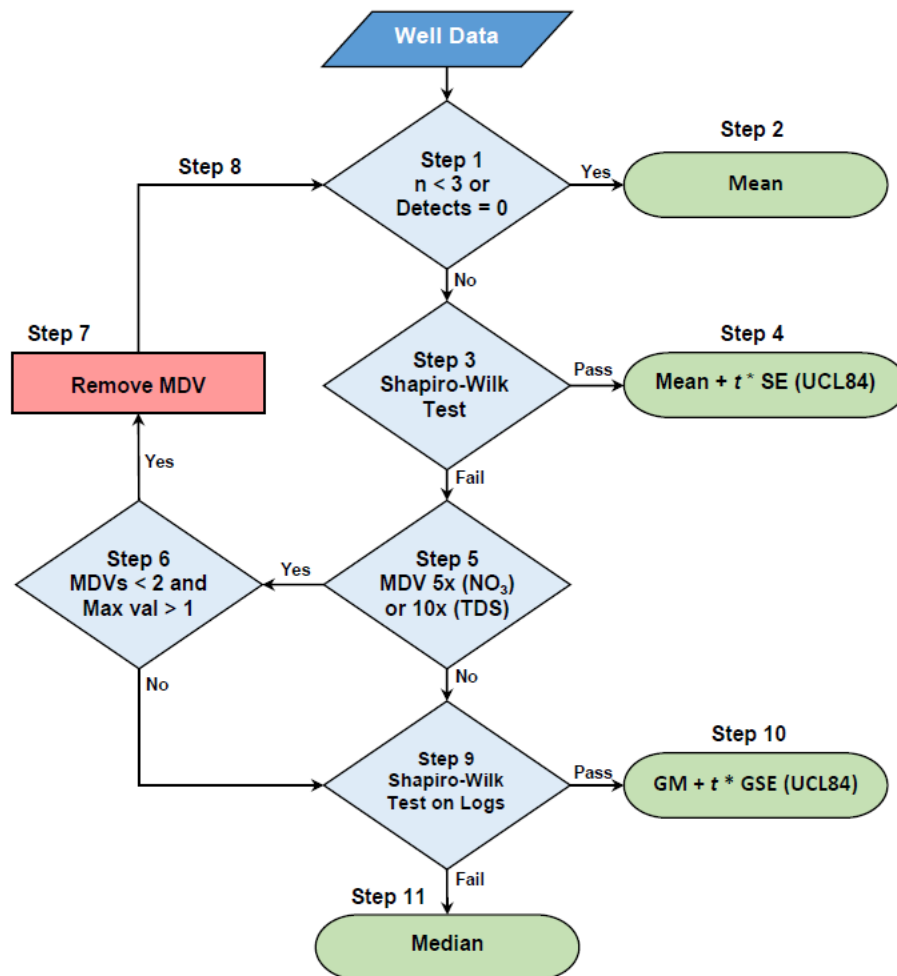 Well Data
Step 1
n < 3 or
Detects = 0
Yes
Step 2
Mean
Step 8
No
Step 7
Remove MDV
Step 3
Shapiro-Wilk
Test
Pass
Step 4
Mean + t * SE (UCL84)
Yes
Fail
Step 6
MDVs < 2 and
Max val > 1
Yes
Step 5
MDV 5x (NO₃)
or 10x (TDS)
No
No
Step 9
Shapiro-Wilk
Test on Logs
Pass
Step 10
GM + t * GSE (UCL84)
Fail
Step 11
Median